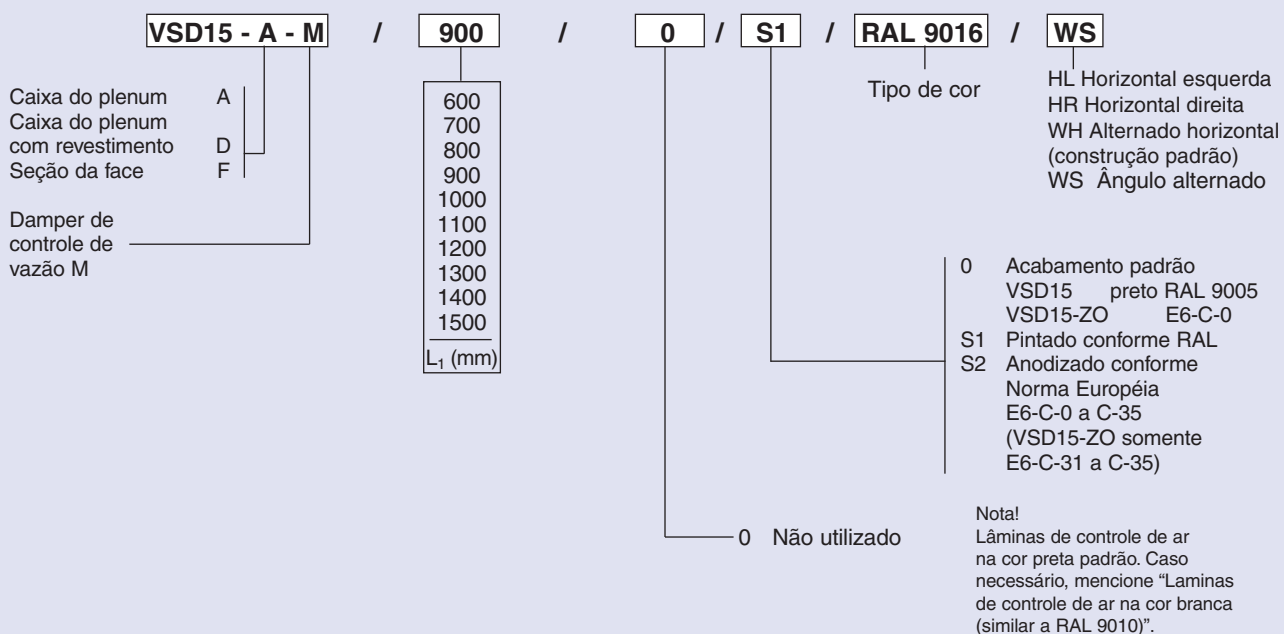 VSD15 - A - M / 900 / 0 / S1 / RAL 9016 / WS
Caixa do plenum A
Caixa do plenum
com revestimento D
Seção da face F
Damper de
controle de
vazão M
600
700
800
900
1000
1100
1200
1300
1400
1500
L₁ (mm)
Tipo de cor
HL Horizontal esquerda
HR Horizontal direita
WH Alternado horizontal
(construção padrão)
WS Ângulo alternado
0 Acabamento padrão
VSD15 preto RAL 9005
VSD15-ZO E6-C-0
S1 Pintado conforme RAL
S2 Anodizado conforme
Norma Européia
E6-C-0 a C-35
(VSD15-ZO somente
E6-C-31 a C-35)
0 Não utilizado
Nota!
Lâminas de controle de ar
na cor preta padrão. Caso
necessário, mencione “Laminas
de controle de ar na cor branca
(similar a RAL 9010)”.